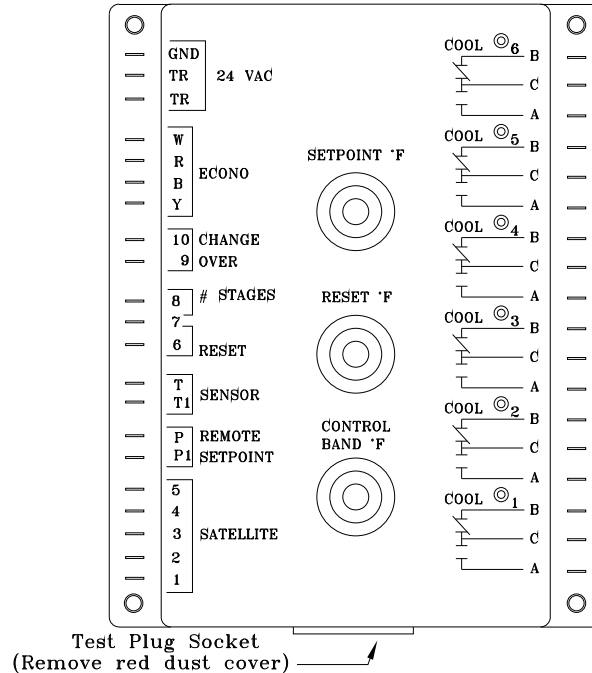 GND
TR 24 VAC
TR
W
R
B ECONO
Y
10 CHANGE
9 OVER
8 # STAGES
7
6 RESET
T
T1 SENSOR
P REMOTE
P1 SETPOINT
5
4
3 SATELLITE
2
1
SETPOINT °F
RESET °F
CONTROL
BAND °F
COOL 6 B
C
A
COOL 5 B
C
A
COOL 4 B
C
A
COOL 3 B
C
A
COOL 2 B
C
A
COOL 1 B
C
A
Test Plug Socket
(Remove red dust cover)